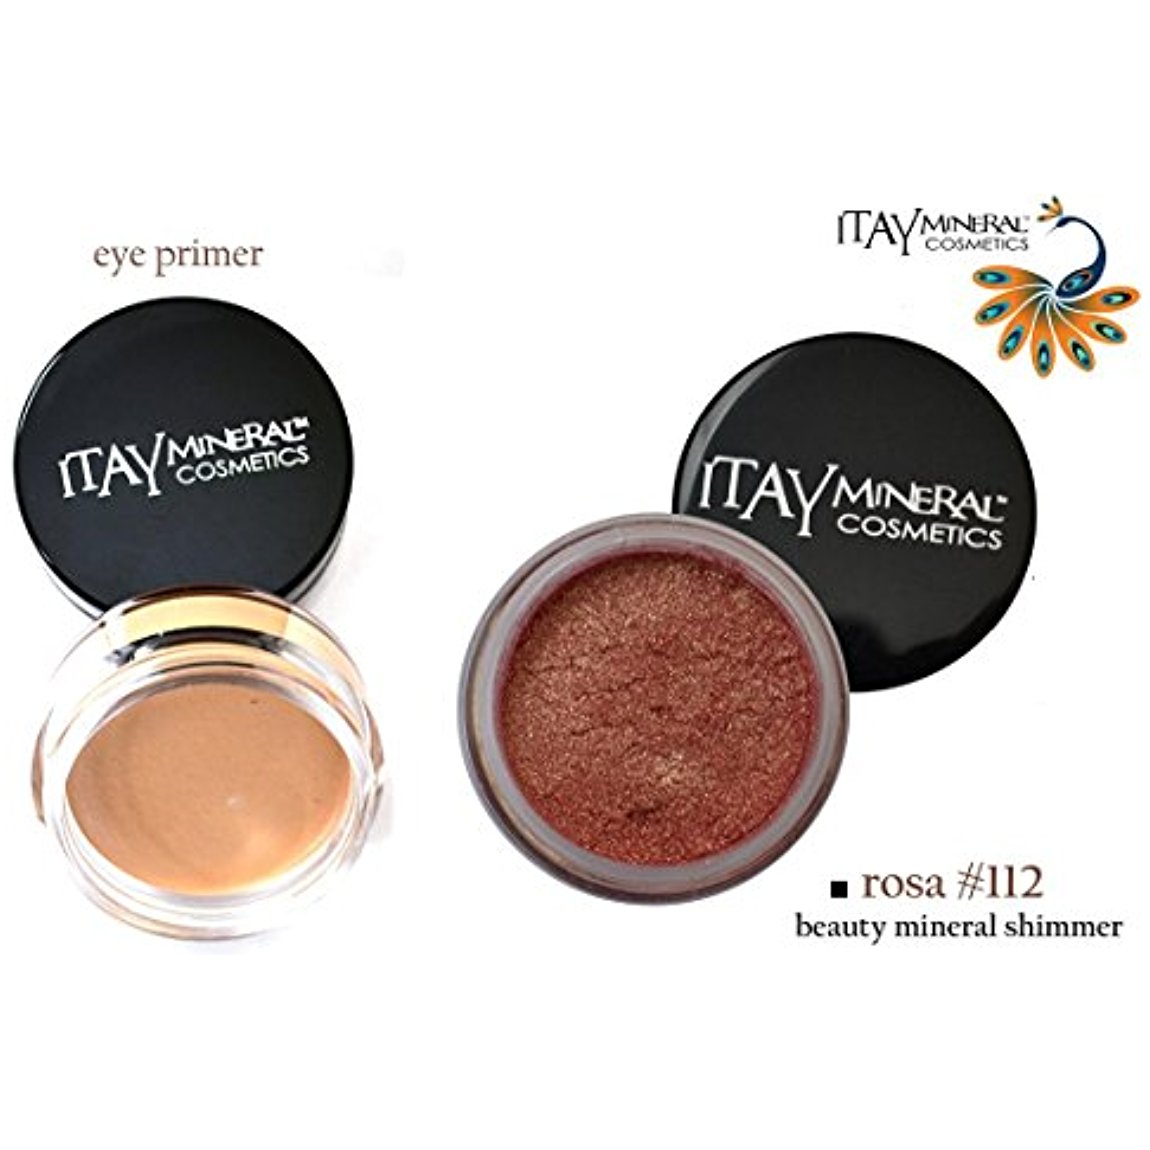 eye primer
ITAY MINERAL™
COSMETICS
ITAY MINERAL™
COSMETICS
ITAY MINERAL™
COSMETICS
rosa #112
beauty mineral shimmer